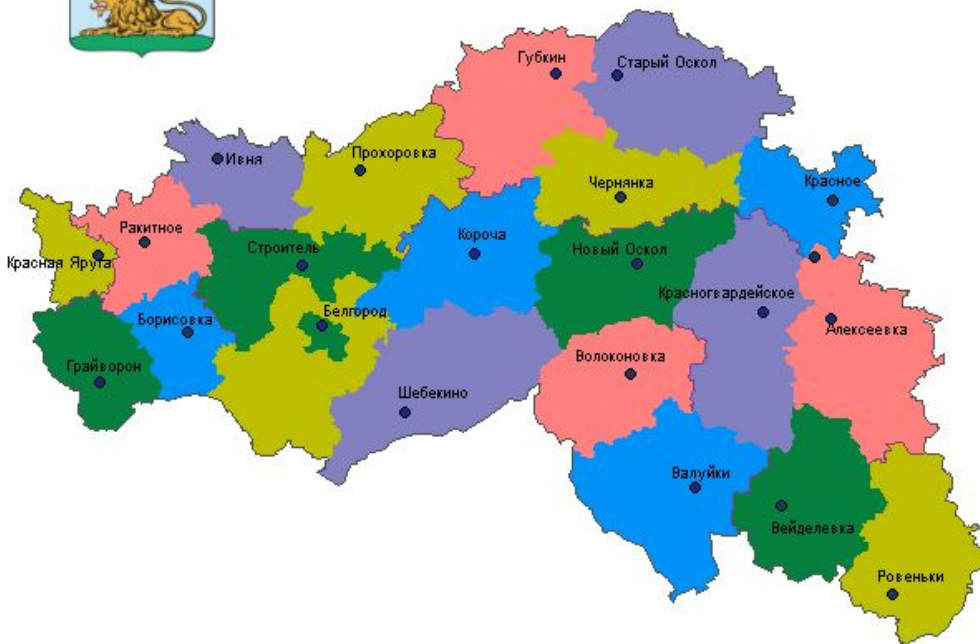 Губкин
Старый Оскол
Ивня
Прохоровка
Чернянка
Красное
Ракитное
Строитель
Короча
Новый Оскол
Красная Яруга
Красногвардейское
Борисовка
Белгород
Алексеевка
Грайворон
Волоконовка
Шебекино
Валуйки
Вейделевка
Ровеньки